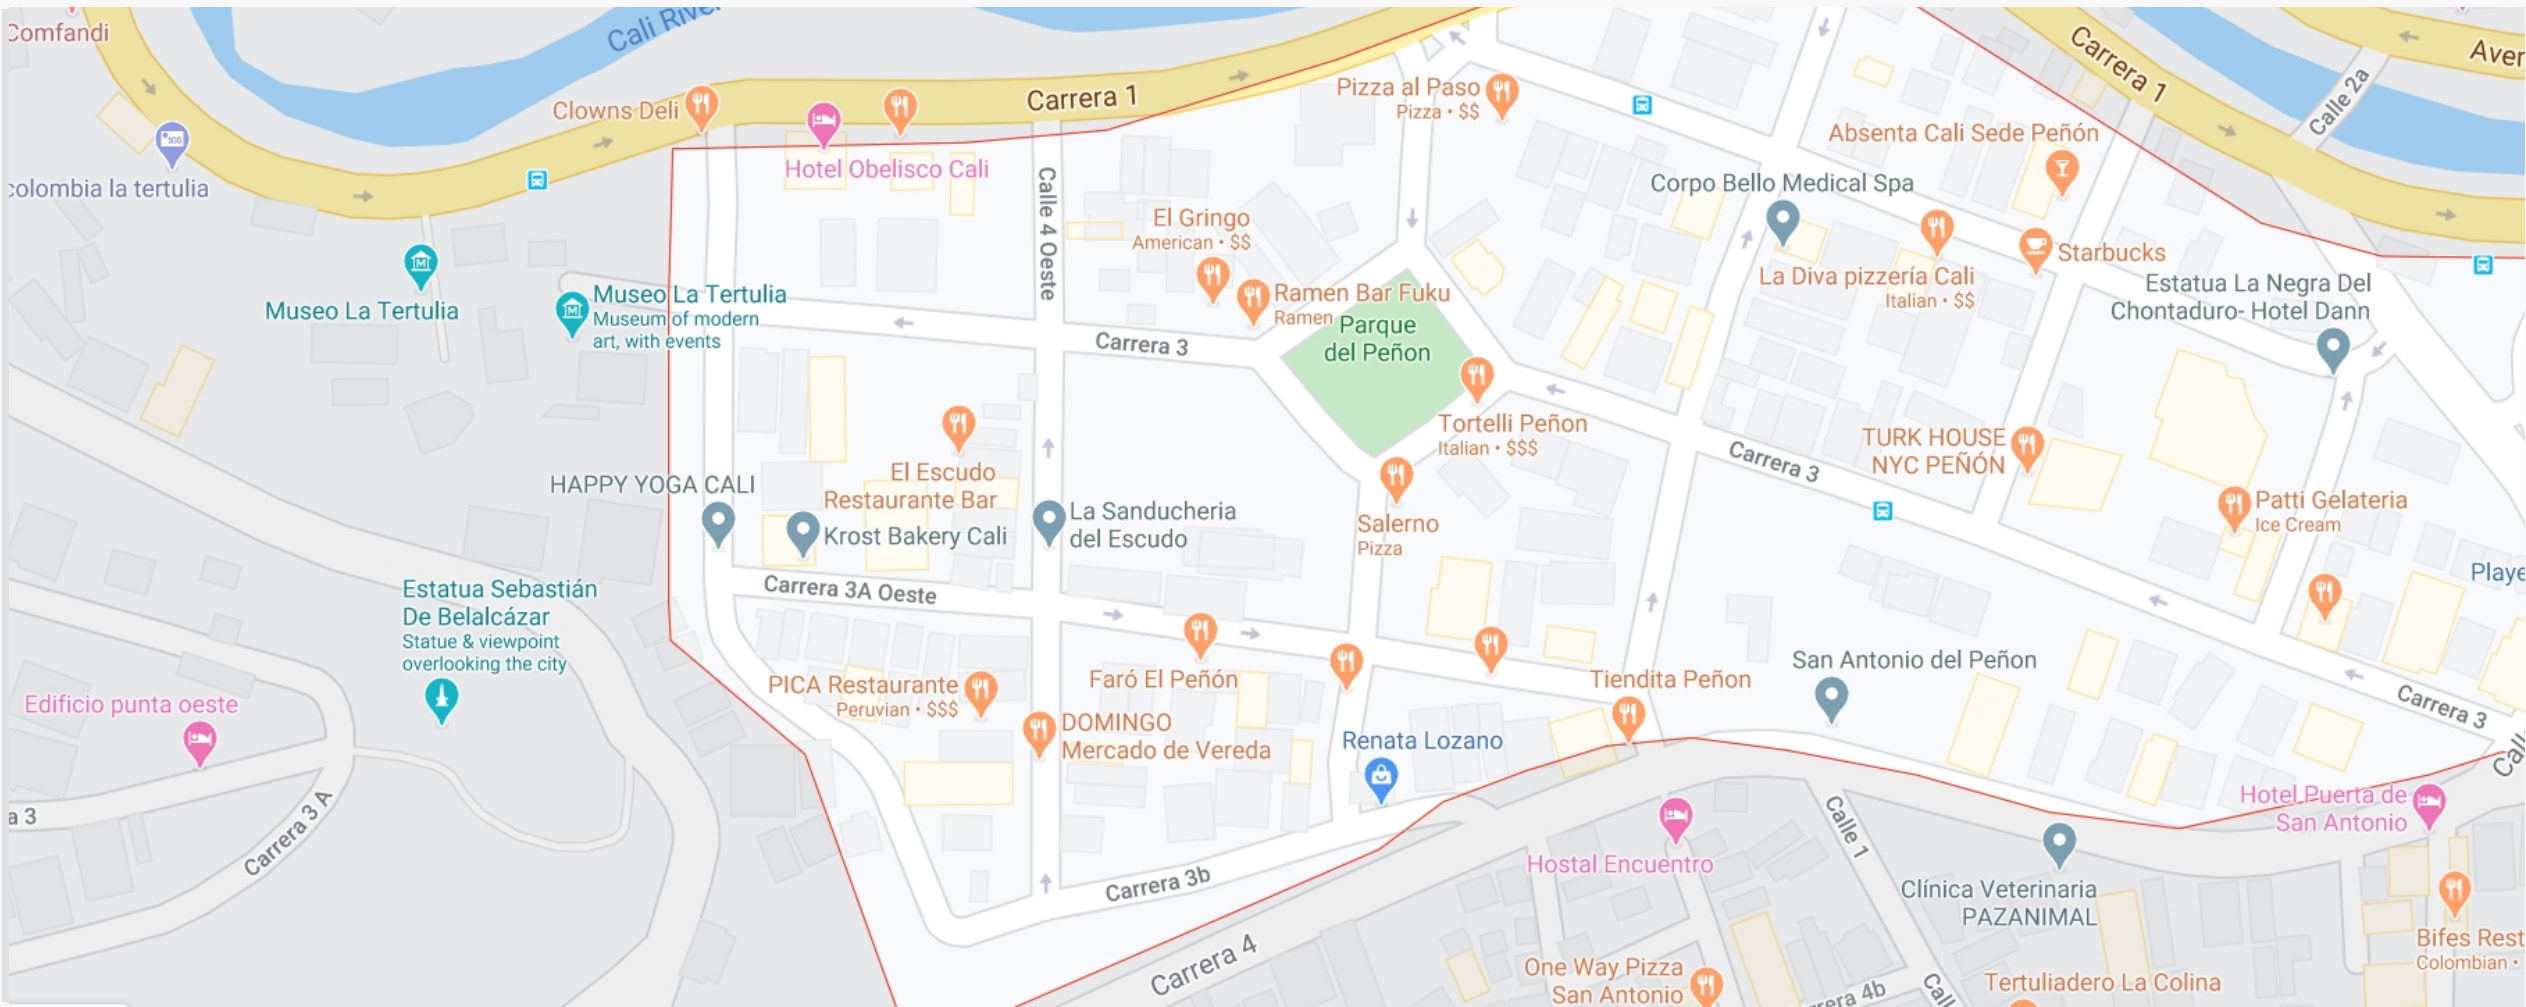 Comfandi
Cali River
colombia la tertulia
Clowns Deli
Hotel Obelisco Cali
Carrera 1
Calle 4 Oeste
Pizza al Paso
Pizza • $$
Carrera 1
Calle 2a
Absenta Cali Sede Peñón
Corpo Bello Medical Spa
La Diva pizzería Cali
Italian • $$
Starbucks
Estatua La Negra Del
Chontaduro- Hotel Dann
El Gringo
American • $$
Ramen Bar Fuku
Ramen
Parque
del Peñon
Museo La Tertulia
Museo La Tertulia
Museum of modern
art, with events
Carrera 3
Tortelli Peñon
Italian • $$$
Carrera 3
TURK HOUSE
NYC PEÑÓN
Patti Gelateria
Ice Cream
HAPPY YOGA CALI
El Escudo
Restaurante Bar
Krost Bakery Cali
La Sanducheria
del Escudo
Salerno
Pizza
Carrera 3A Oeste
Estatua Sebastián
De Belalcázar
Statue & viewpoint
overlooking the city
Edificio punta oeste
a 3
Carrera 3 A
PICA Restaurante
Peruvian • $$$
Faró El Peñón
DOMINGO
Mercado de Vereda
Renata Lozano
Tiendita Peñon
San Antonio del Peñon
Carrera 3
Hotel Puerta de
San Antonio
Carrera 3b
Carrera 4
Hostal Encuentro
Calle 1
Clínica Veterinaria
PAZANIMAL
One Way Pizza
San Antonio
Tertuliadero La Colina
Bifes Rest
Colombian •